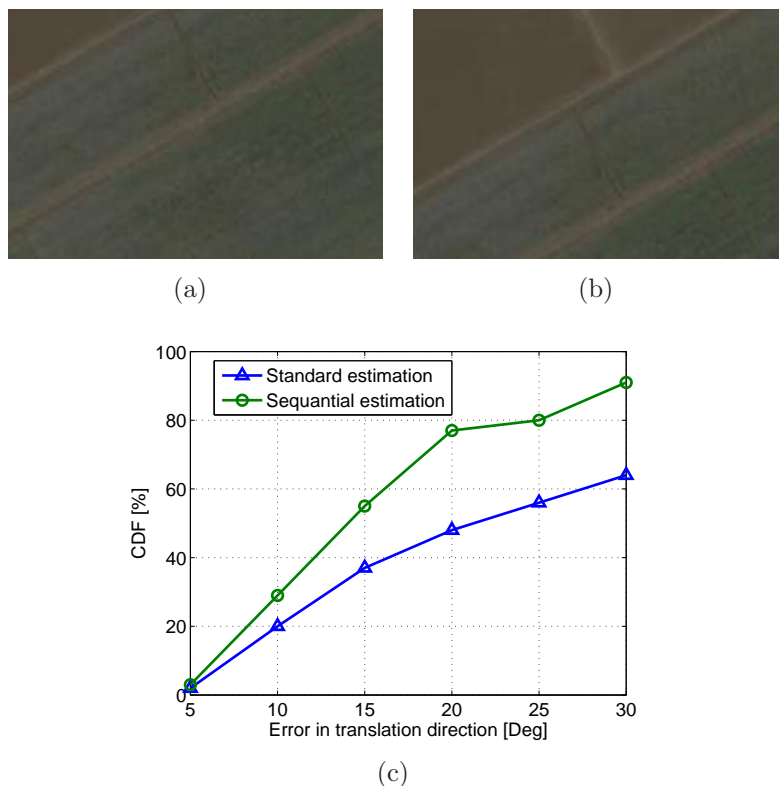 (a)
(b)
100
80
60
40
20
0
CDF [%]
Standard estimation
Sequantial estimation
5 10 15 20 25 30
Error in translation direction [Deg]
(c)